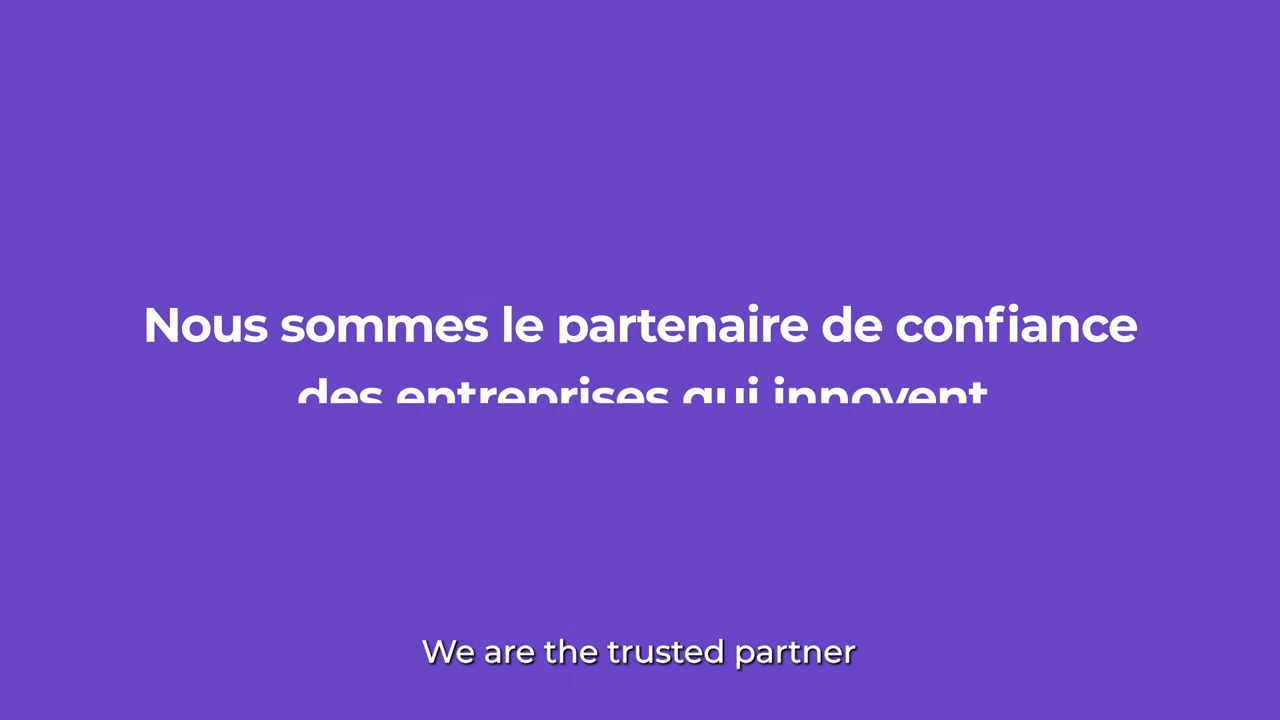 Nous sommes le partenaire de confiance
des entreprises qui innovent
We are the trusted partner